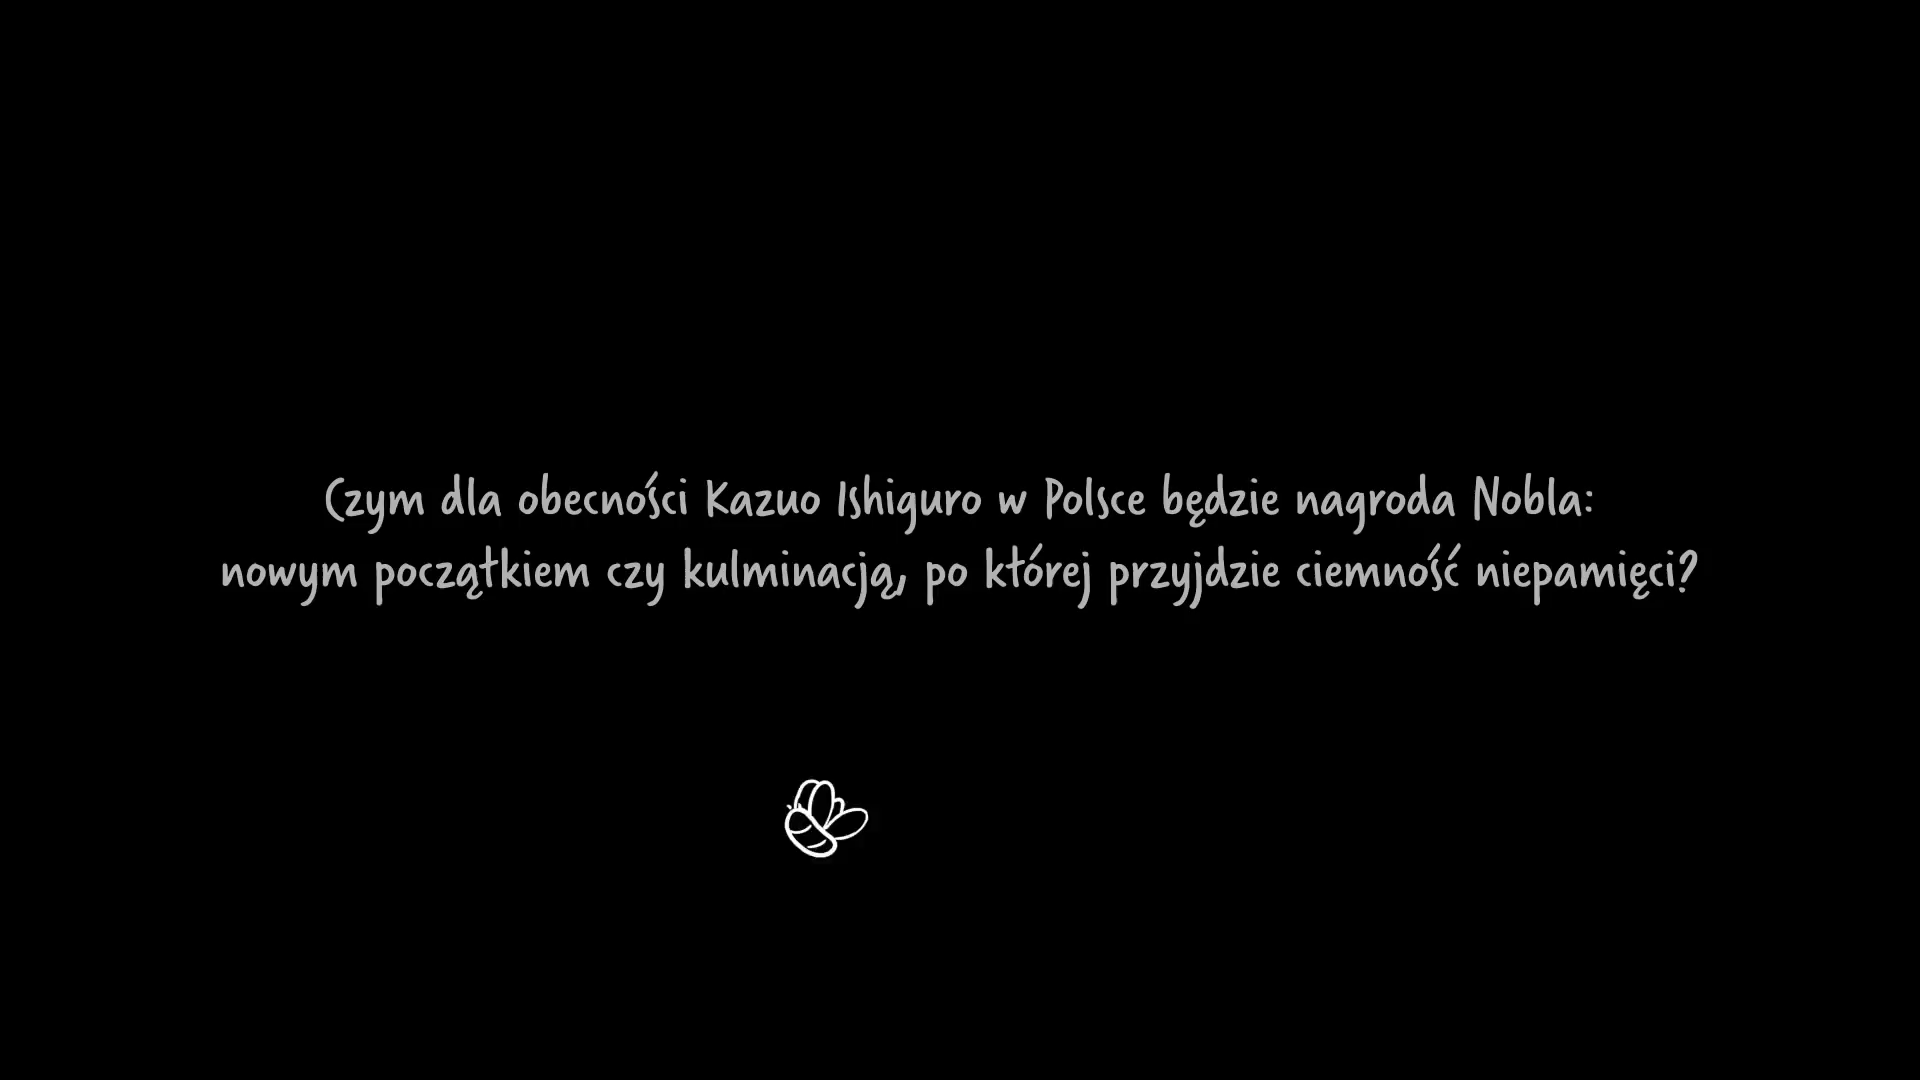 Czym dla obecności Kazuo Ishiguro w Polsce będzie nagroda Nobla:
nowym początkiem czy kulminacją, po której przyjdzie ciemność niepamięci?